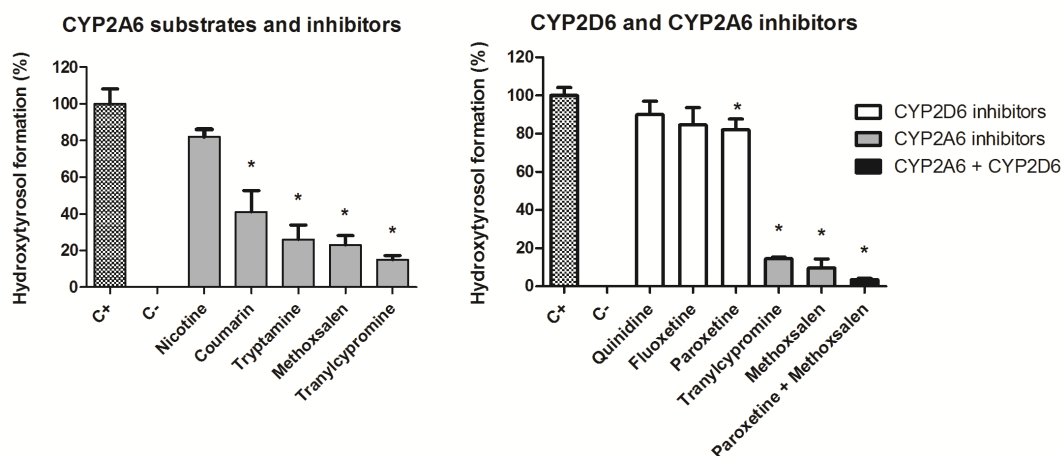 CYP2A6 substrates and inhibitors
Hydroxytyrosol formation (%)
120
100
80
60
40
20
0
*
*
*
*
C+
C-
Nicotine
Coumarin
Tryptamine
Methoxsalen
Tranylcypromine
CYP2D6 and CYP2A6 inhibitors
Hydroxytyrosol formation (%)
120
100
80
60
40
20
0
*
*
*
*
C+
C-
Quinidine
Fluoxetine
Paroxetine
Tranylcypromine
Methoxsalen
Paroxetine + Methoxsalen
CYP2D6 inhibitors
CYP2A6 inhibitors
CYP2A6 + CYP2D6